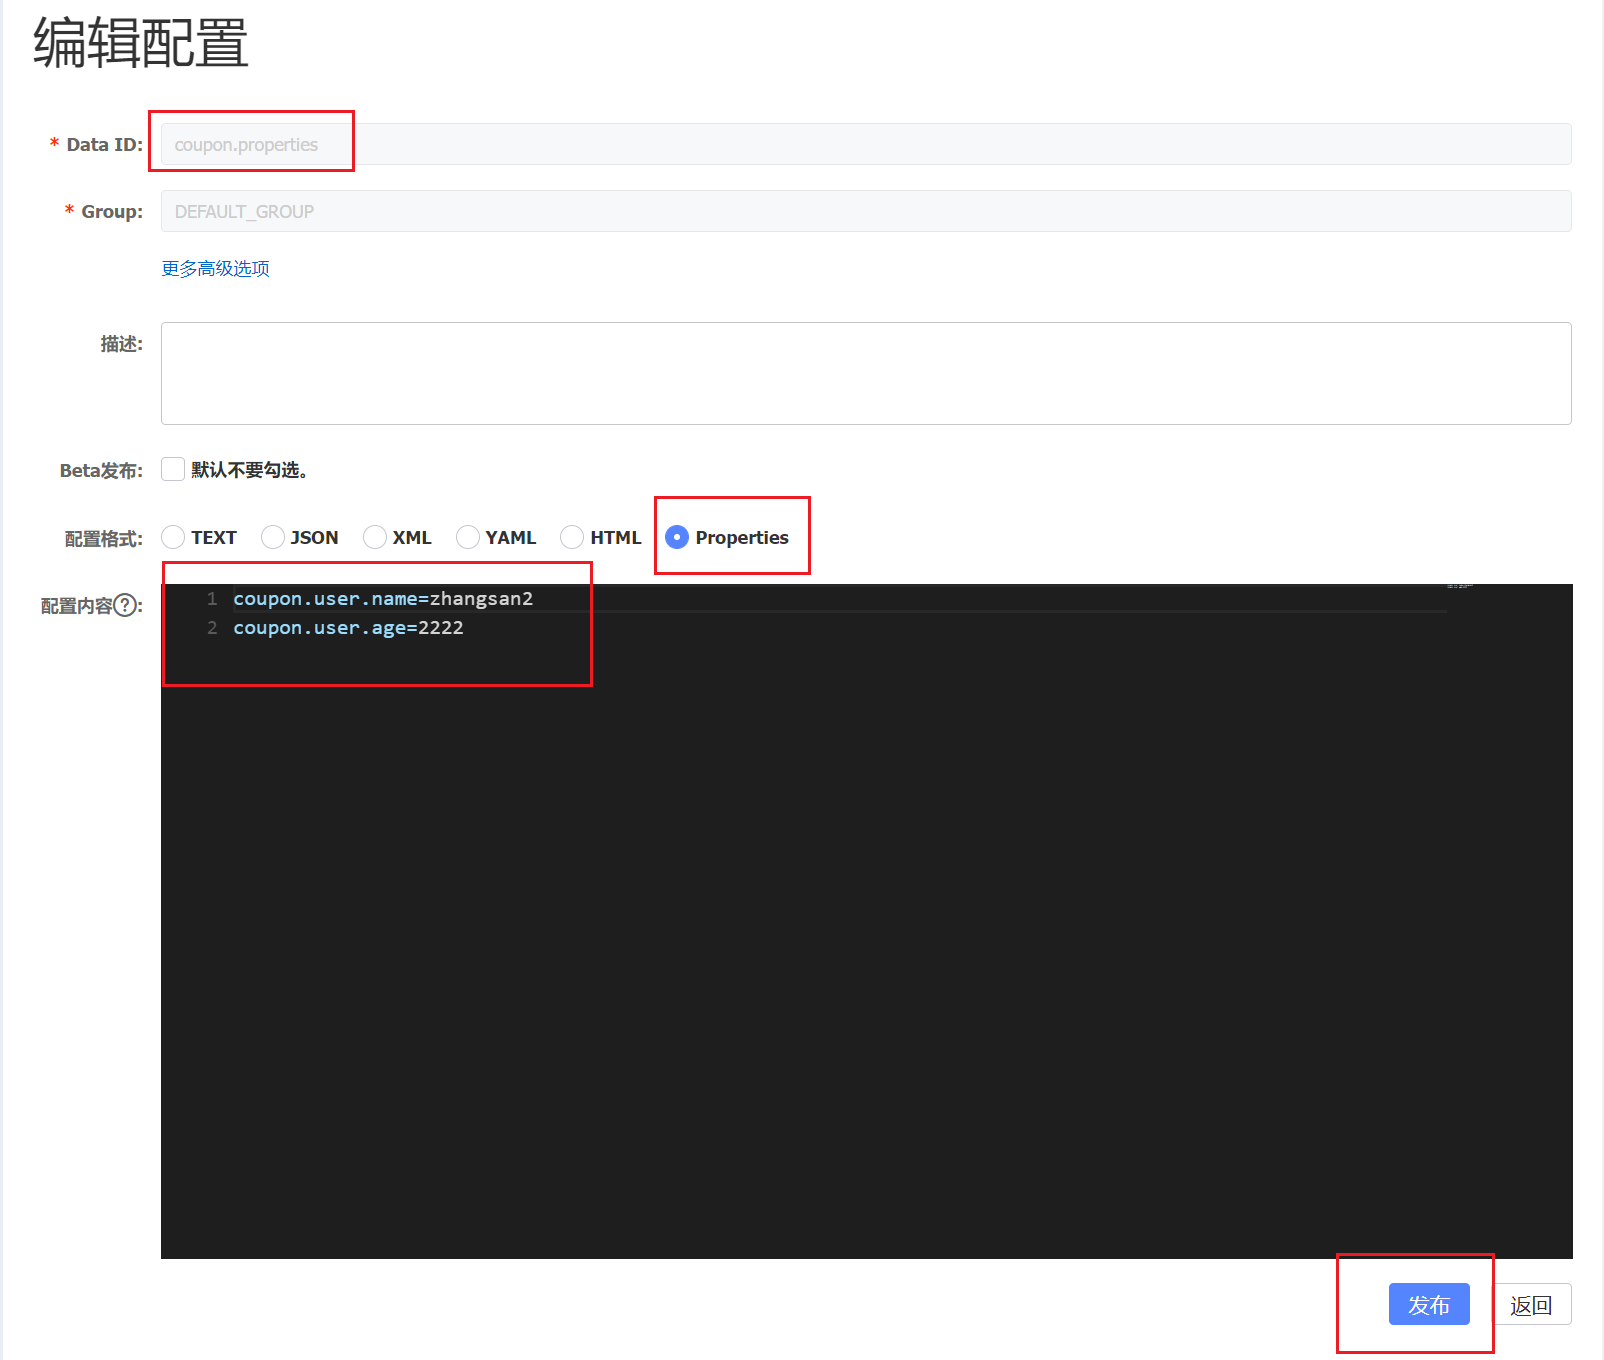 编辑配置
* Data ID: coupon.properties
* Group: DEFAULT_GROUP
更多高级选项
描述:
Beta发布: 默认不要勾选。
配置格式: TEXT JSON XML YAML HTML Properties
配置内容?: 1 coupon.user.name=zhangsan2
2 coupon.user.age=2222
发布 返回